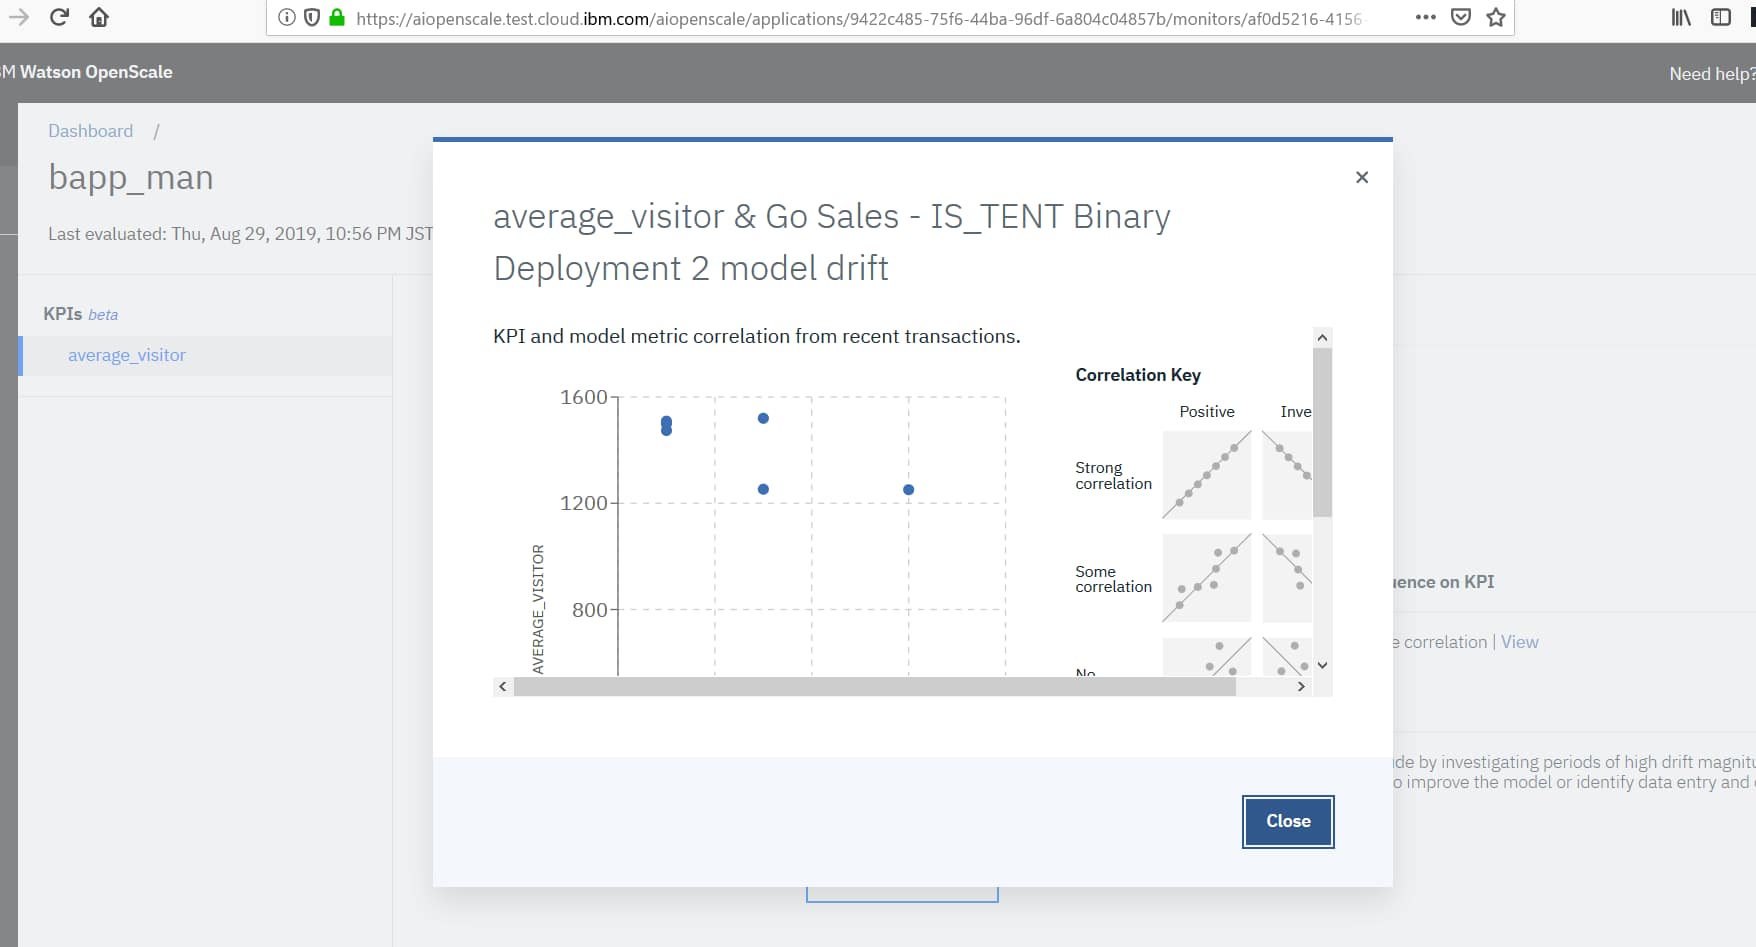 https://aiopenscale.test.cloud.ibm.com/aiopenscale/applications/9422c485-75f6-44ba-96df-6a804c04857b/monitors/af0d5216-4156-
M Watson OpenScale
Need help?
Dashboard /
bapp_man
Last evaluated: Thu, Aug 29, 2019, 10:56 PM JST
KPIs beta
average_visitor
average_visitor & Go Sales - IS_TENT Binary
Deployment 2 model drift
KPI and model metric correlation from recent transactions.
1600
1200
800
AVERAGE_VISITOR
Correlation Key
Positive Inve
Strong
correlation
Some
correlation
No
uence on KPI
e correlation | View
de by investigating periods of high drift magnitu
o improve the model or identify data entry and
Close